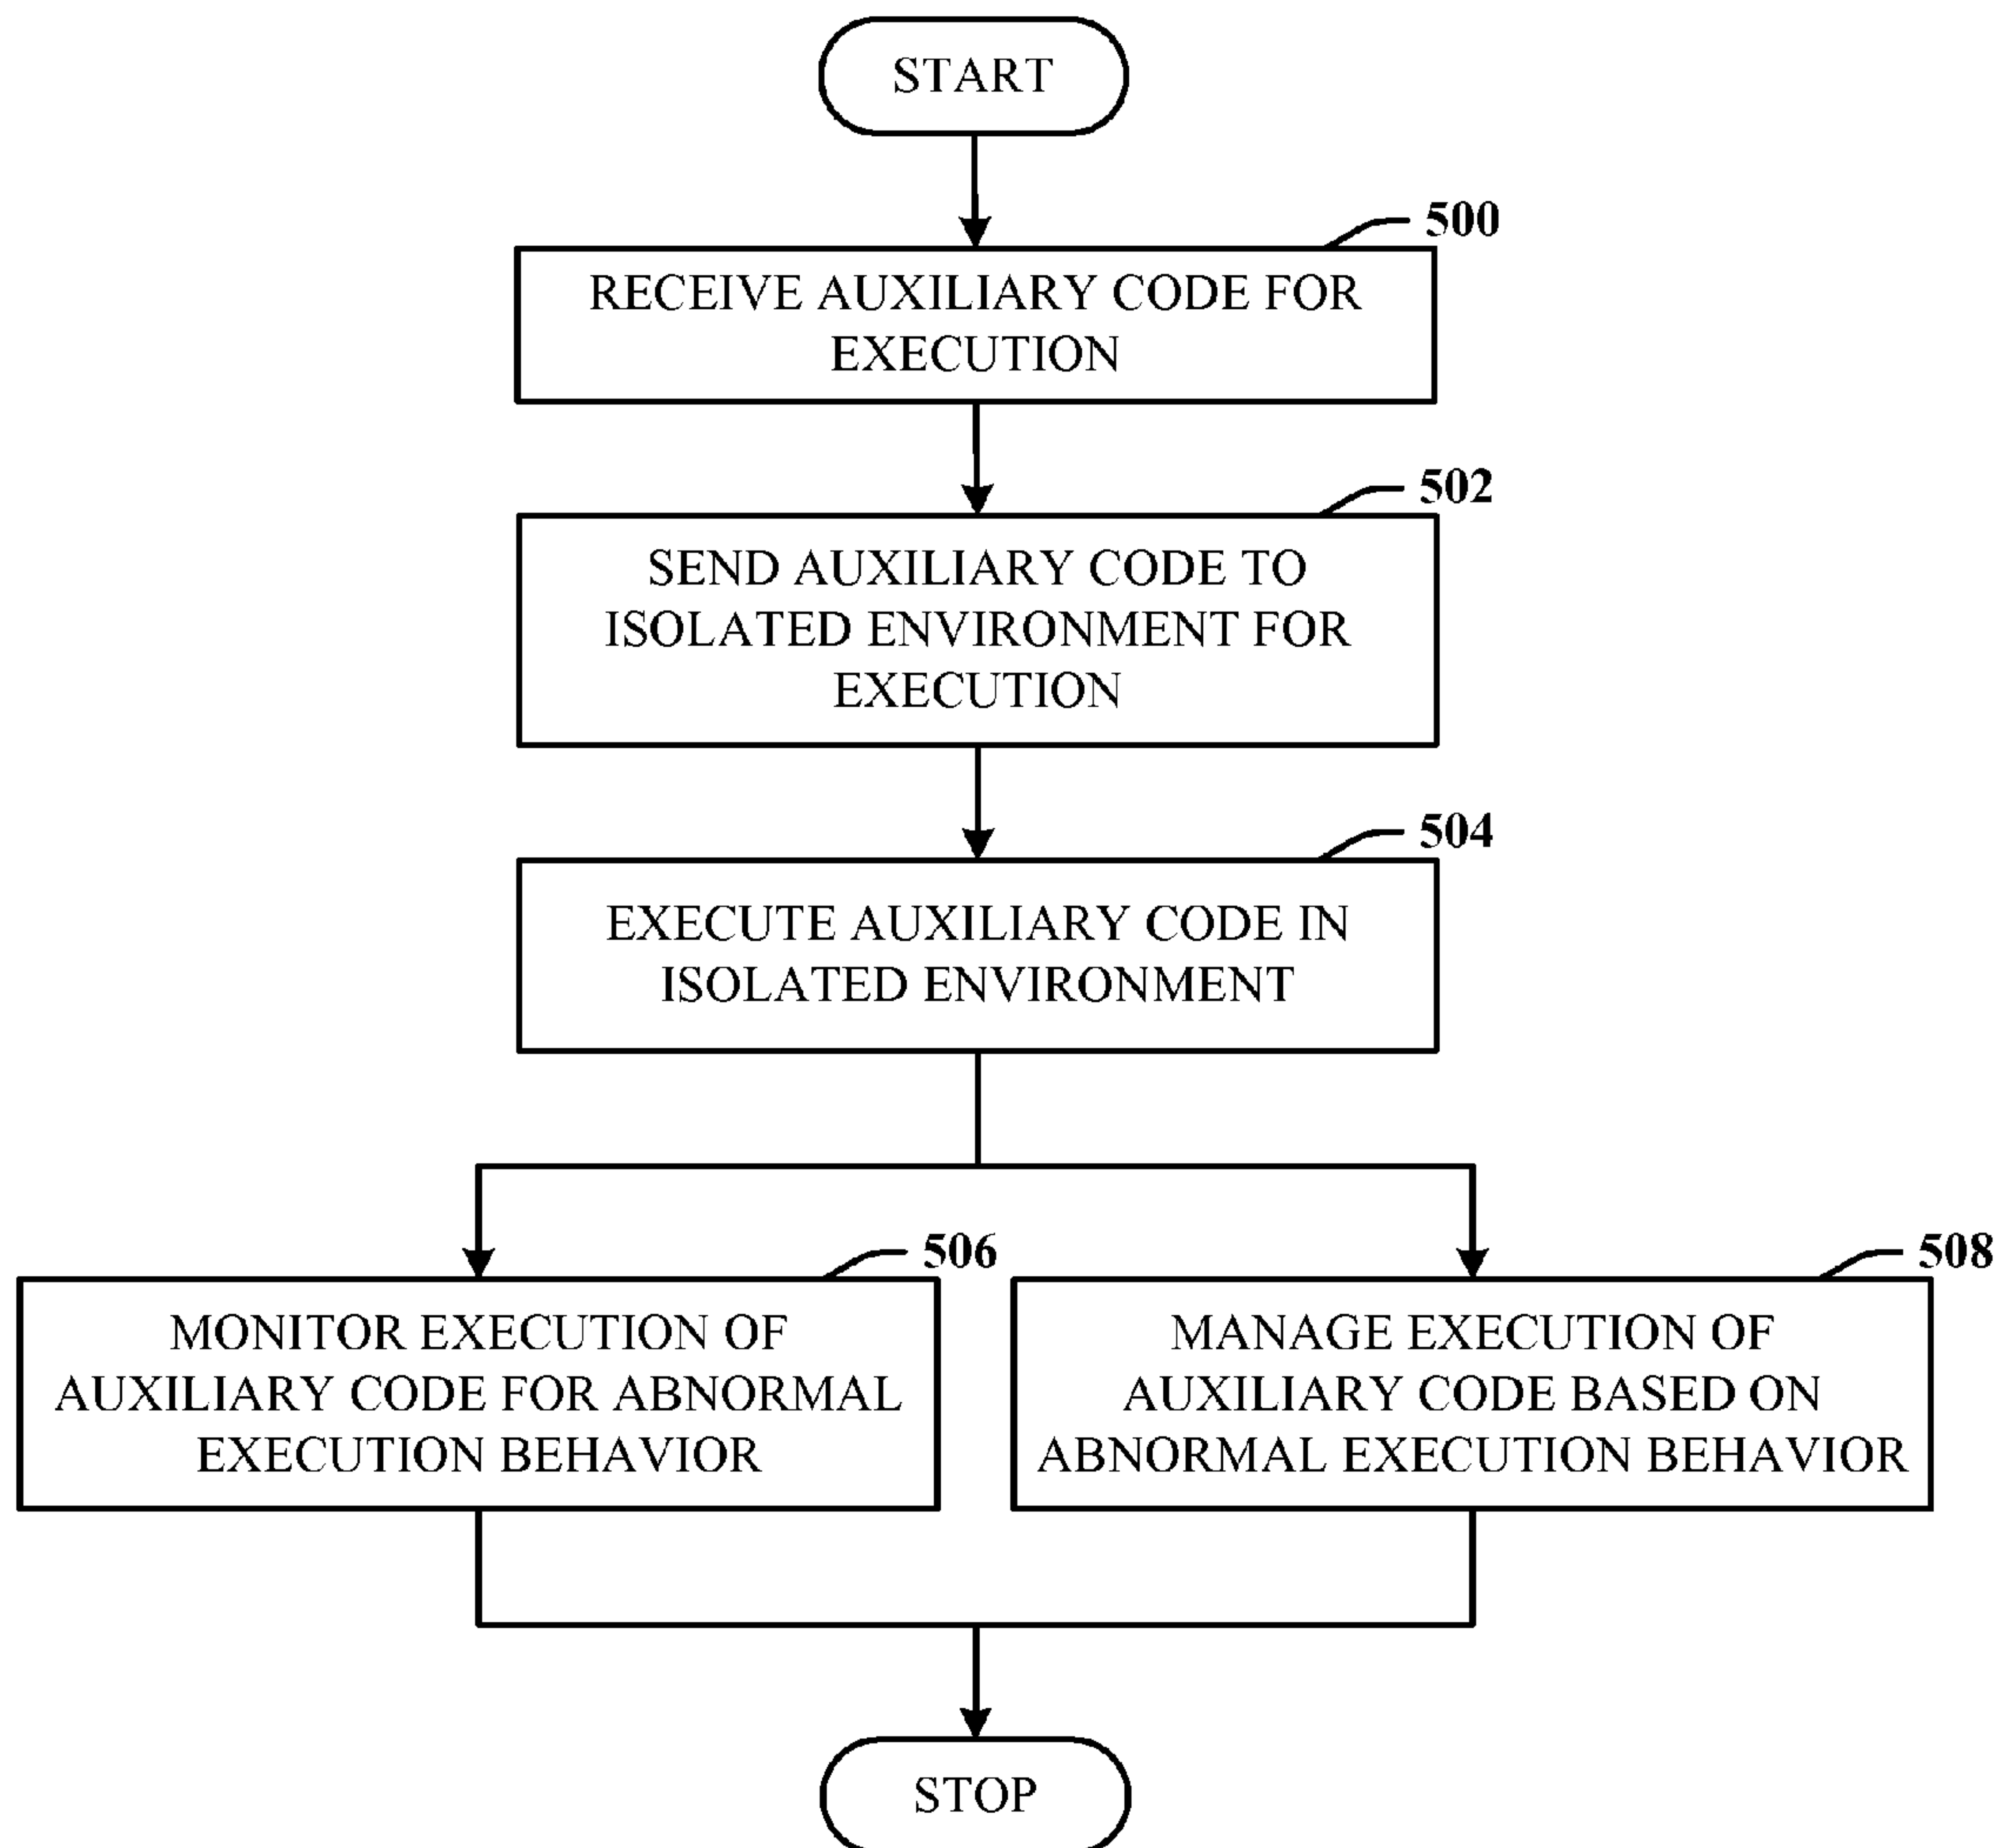 START
500
RECEIVE AUXILIARY CODE FOR
EXECUTION
502
SEND AUXILIARY CODE TO
ISOLATED ENVIRONMENT FOR
EXECUTION
504
EXECUTE AUXILIARY CODE IN
ISOLATED ENVIRONMENT
506
MONITOR EXECUTION OF
AUXILIARY CODE FOR ABNORMAL
EXECUTION BEHAVIOR
508
MANAGE EXECUTION OF
AUXILIARY CODE BASED ON
ABNORMAL EXECUTION BEHAVIOR
STOP